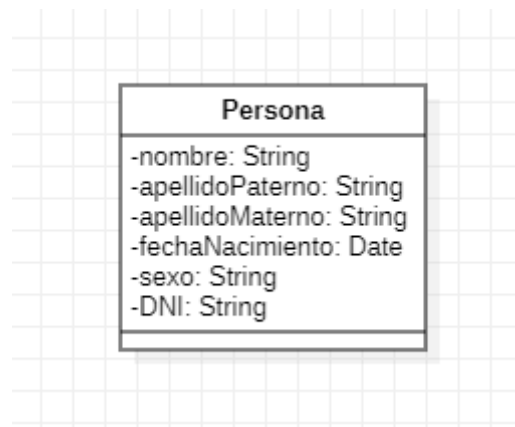 Persona
-nombre: String
-apellidoPaterno: String
-apellidoMaterno: String
-fechaNacimiento: Date
-sexo: String
-DNI: String